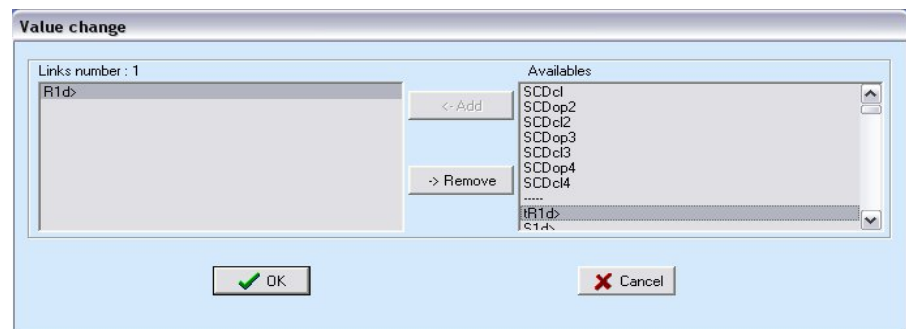 Value change
Links number : 1
R1d>
<- Add
-> Remove
Availables
SCDcl
SCDop2
SCDcl2
SCDop3
SCDcl3
SCDop4
SCDcl4
-----
tR1d>
S1d>
OK
Cancel